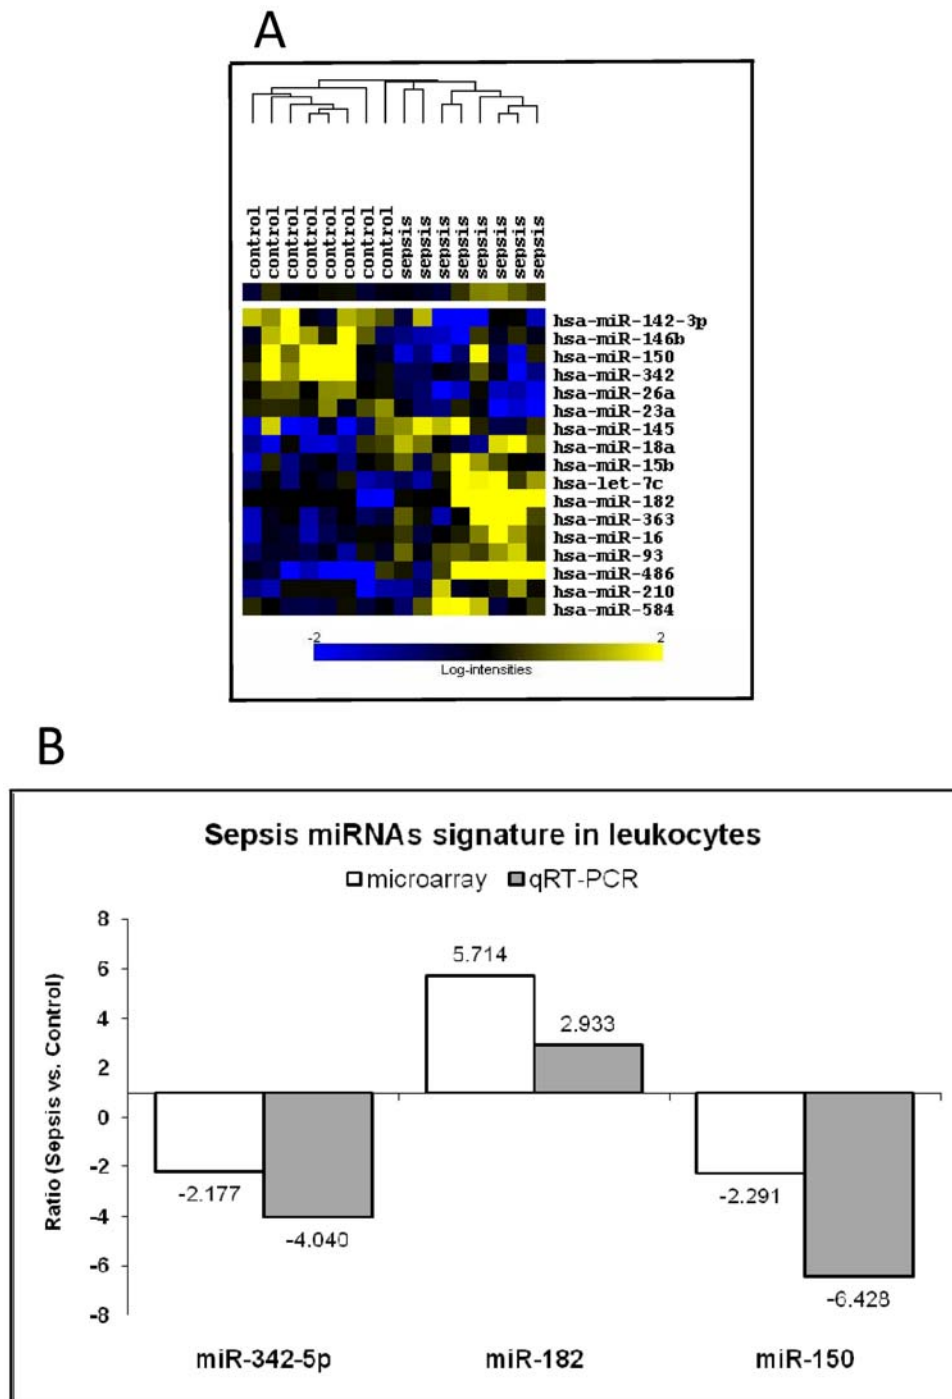 A
control control control control control control control control sepsis sepsis sepsis sepsis sepsis sepsis sepsis sepsis
hsa-miR-142-3p
hsa-miR-146b
hsa-miR-150
hsa-miR-342
hsa-miR-26a
hsa-miR-23a
hsa-miR-145
hsa-miR-18a
hsa-miR-15b
hsa-let-7c
hsa-miR-182
hsa-miR-363
hsa-miR-16
hsa-miR-93
hsa-miR-486
hsa-miR-210
hsa-miR-584
-2 2
Log-intensities
B
Sepsis miRNAs signature in leukocytes
microarray qRT-PCR
Ratio (Sepsis vs. Control)
8
6
4
2
0
-2
-4
-6
-8
5.714
2.933
-2.177
-4.040
-2.291
-6.428
miR-342-5p miR-182 miR-150